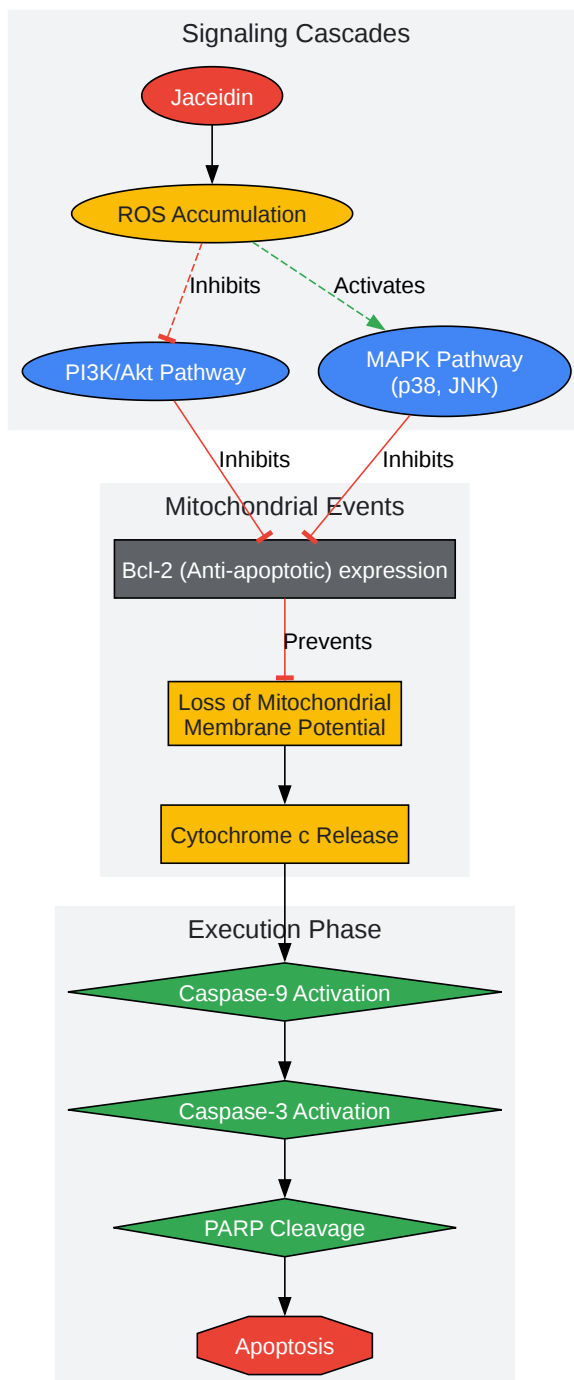 Signaling Cascades
Jaceidin
ROS Accumulation
Inhibits
Activates
PI3K/Akt Pathway
MAPK Pathway
(p38, JNK)
Inhibits
Inhibits
Mitochondrial Events
Bcl-2 (Anti-apoptotic) expression
Prevents
Loss of Mitochondrial
Membrane Potential
Cytochrome c Release
Execution Phase
Caspase-9 Activation
Caspase-3 Activation
PARP Cleavage
Apoptosis